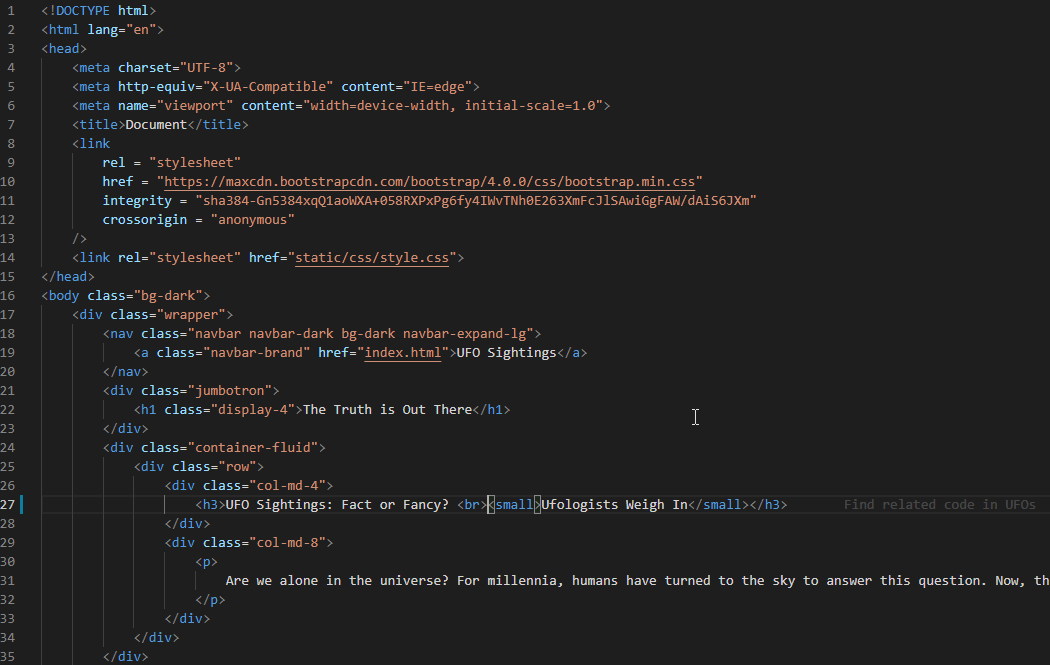 1 <!DOCTYPE html>
2 <html lang="en">
3 <head>
4 <meta charset="UTF-8">
5 <meta http-equiv="X-UA-Compatible" content="IE=edge">
6 <meta name="viewport" content="width=device-width, initial-scale=1.0">
7 <title>Document</title>
8 <link
9 rel = "stylesheet"
10 href = "https://maxcdn.bootstrapcdn.com/bootstrap/4.0.0/css/bootstrap.min.css"
11 integrity = "sha384-Gn5384xqQ1aoWXA+058RXPxPg6fy4IWvTNh0E263XmFcJlSAwiGgFAW/dAiS6JXm"
12 crossorigin = "anonymous"
13 />
14 <link rel="stylesheet" href="static/css/style.css">
15 </head>
16 <body class="bg-dark">
17 <div class="wrapper">
18 <nav class="navbar navbar-dark bg-dark navbar-expand-lg">
19 <a class="navbar-brand" href="index.html">UFO Sightings</a>
20 </nav>
21 <div class="jumbotron">
22 <h1 class="display-4">The Truth is Out There</h1>
23 </div>
24 <div class="container-fluid">
25 <div class="row">
26 <div class="col-md-4">
27 <h3>UFO Sightings: Fact or Fancy? <br><small>Ufologists Weigh In</small></h3> Find related code in UFOs
28 </div>
29 <div class="col-md-8">
30 <p>
31 Are we alone in the universe? For millennia, humans have turned to the sky to answer this question. Now, th
32 </p>
33 </div>
34 </div>
35 </div>